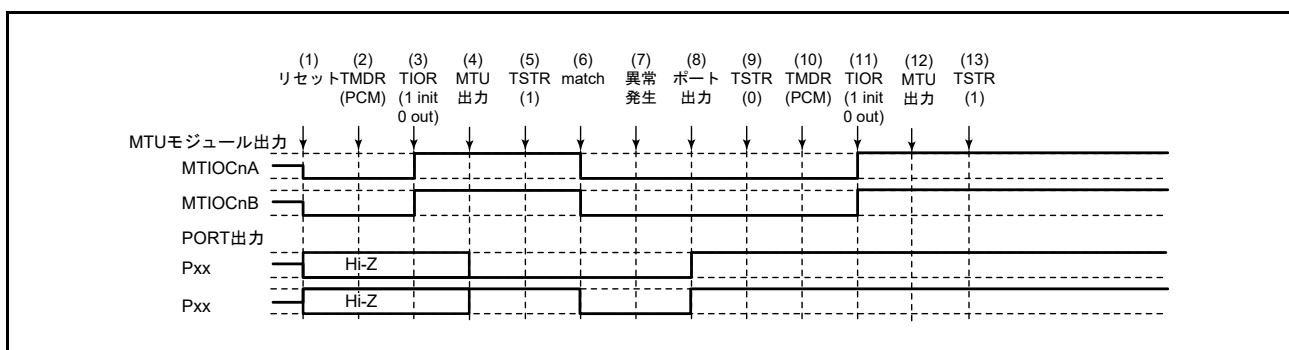 (1) (2) (3) (4) (5) (6) (7) (8) (9) (10) (11) (12) (13)
リセット TMDR TIOR MTU TSTR match 異常 ポート TSTR TMDR TIOR MTU TSTR
(PCM) (1 init 出力 (1) 発生 出力 (0) (PCM) (1 init 出力 (1)
0 out) 0 out)
MTUモジュール出力
MTIOCnA
MTIOCnB
PORT出力
Pxx Hi-Z
Pxx Hi-Z